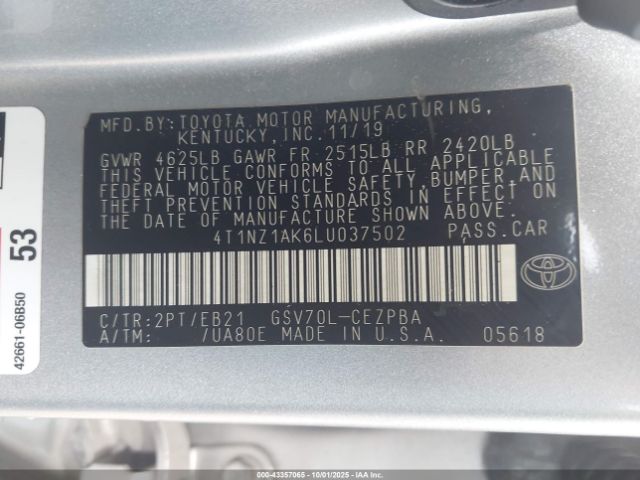 MFD.BY:TOYOTA MOTOR MANUFACTURING,
KENTUCKY,INC.11/19
GVWR 4625LB GAWR FR 2515LB RR 2420LB
THIS VEHICLE CONFORMS TO ALL APPLICABLE
FEDERAL MOTOR VEHICLE SAFETY,BUMPER,AND
THEFT PREVENTION STANDARDS IN EFFECT ON
THE DATE OF MANUFACTURE SHOWN ABOVE.
4T1NZ1AK6LU037502 PASS.CAR
C/TR:2PT/EB21 GSV70L-CEZPBA
A/TM: /UA80E MADE IN U.S.A. 05618
53
42661-06B50
000-43357065 | 10/01/2025 | IAAI.CA